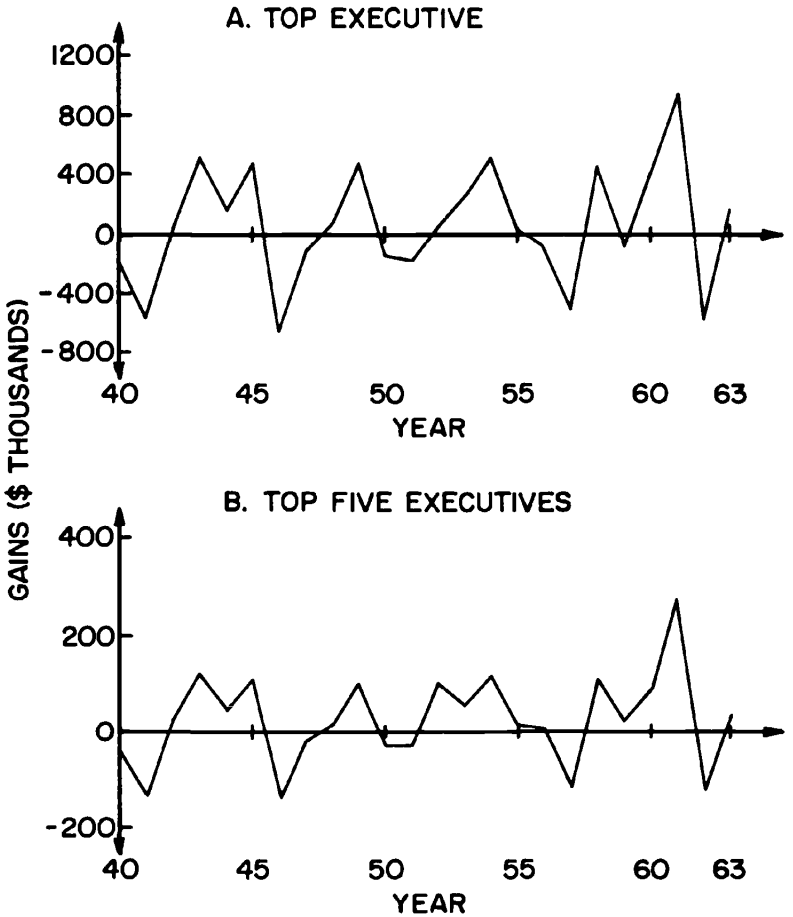 A. TOP EXECUTIVE
1200
800
400
0
-400
-800
40 45 50 55 60 63
YEAR
GAINS ($ THOUSANDS)
B. TOP FIVE EXECUTIVES
400
200
0
-200
40 45 50 55 60 63
YEAR